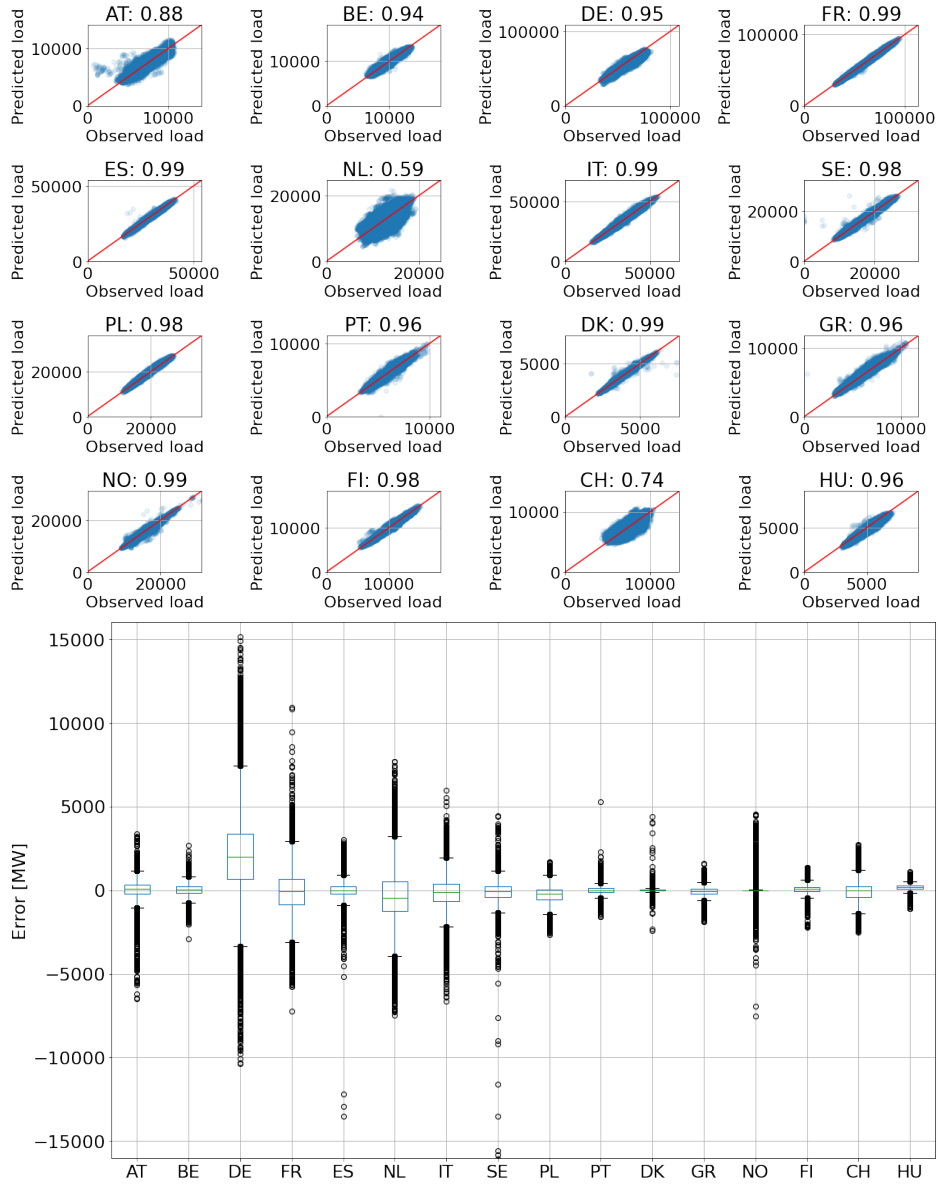 AT: 0.88 BE: 0.94 DE: 0.95 FR: 0.99
Predicted load Predicted load Predicted load Predicted load
10000 10000 100000 100000
0 0 0 0
0 10000 0 10000 0 100000 0 100000
Observed load Observed load Observed load Observed load
ES: 0.99 NL: 0.59 IT: 0.99 SE: 0.98
Predicted load Predicted load Predicted load Predicted load
50000 20000 50000 20000
0 0 0 0
0 50000 0 20000 0 50000 0 20000
Observed load Observed load Observed load Observed load
PL: 0.98 PT: 0.96 DK: 0.99 GR: 0.96
Predicted load Predicted load Predicted load Predicted load
20000 10000 5000 10000
0 0 0 0
0 20000 0 10000 0 5000 0 10000
Observed load Observed load Observed load Observed load
NO: 0.99 FI: 0.98 CH: 0.74 HU: 0.96
Predicted load Predicted load Predicted load Predicted load
20000 10000 10000 5000
0 0 0 0
0 20000 0 10000 0 10000 0 5000
Observed load Observed load Observed load Observed load
Error [MW]
15000
10000
5000
0
−5000
−10000
−15000
AT BE DE FR ES NL IT SE PL PT DK GR NO FI CH HU